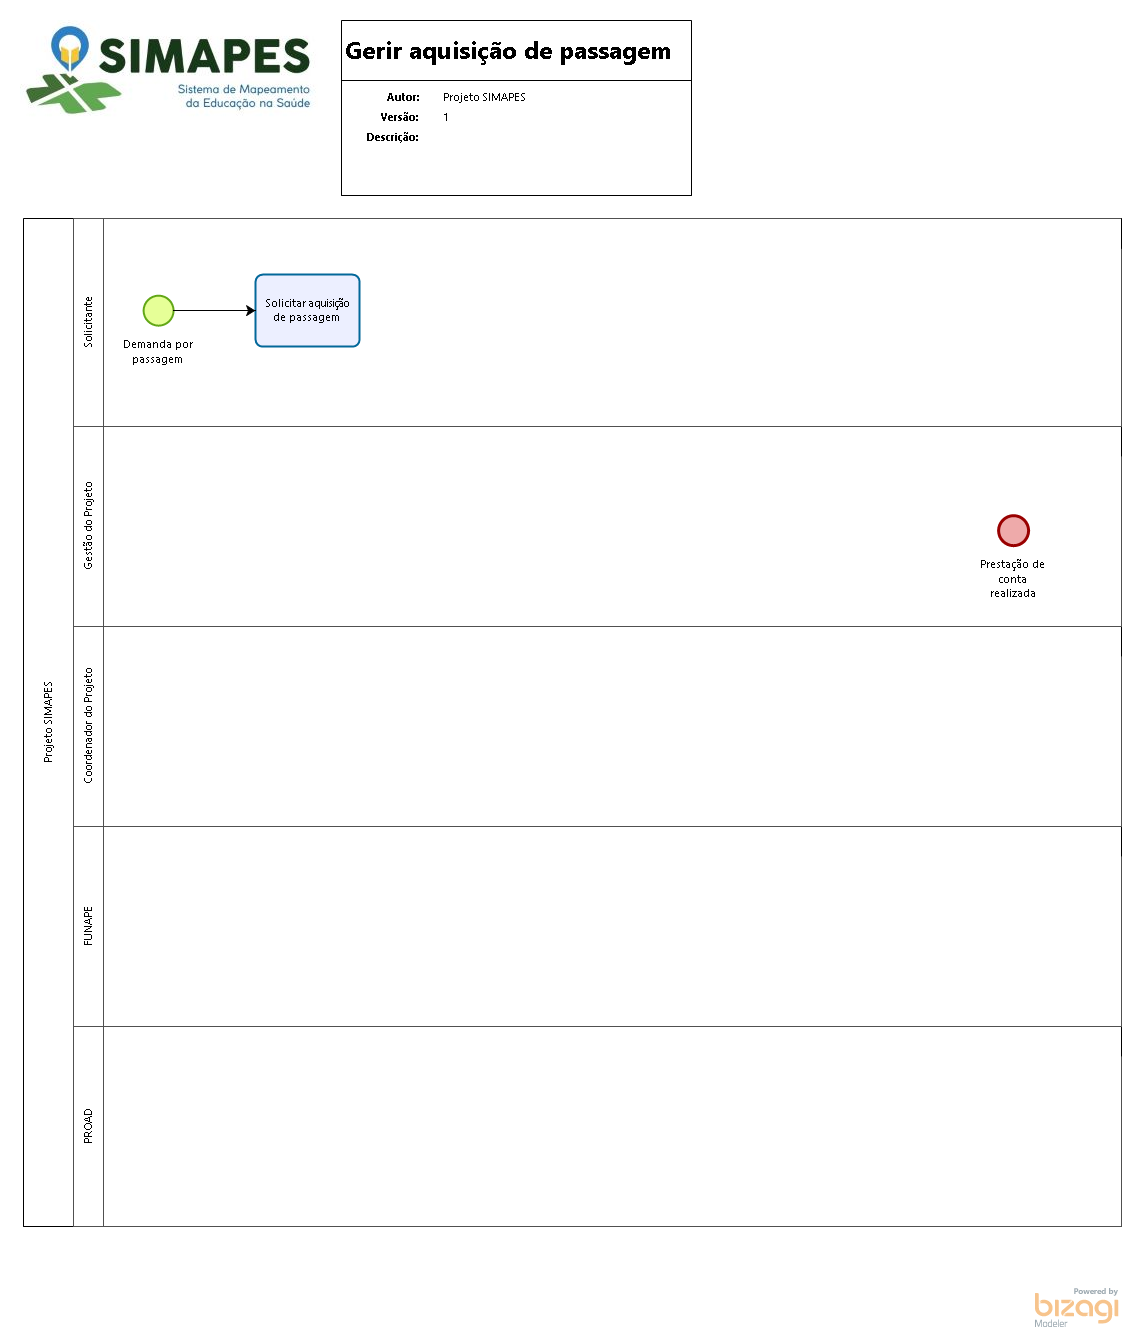 SIMAPES
Sistema de Mapeamento
da Educação na Saúde
Gerir aquisição de passagem
Autor: Projeto SIMAPES
Versão: 1
Descrição:
Projeto SIMAPES
Solicitante
Demanda por
passagem
Solicitar aquisição
de passagem
Gestão do Projeto
Prestação de
conta
realizada
Coordenador do Projeto
FUNAPE
PROAD
Powered by
bizagi
Modeler